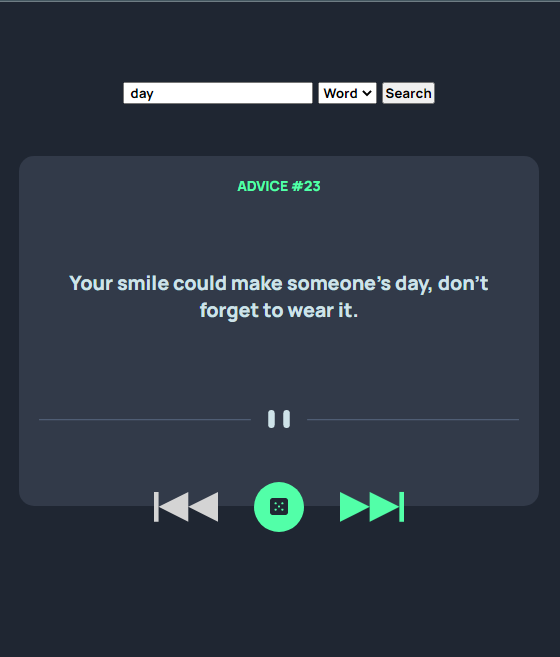 day Word Search
ADVICE #23
Your smile could make someone's day, don't
forget to wear it.